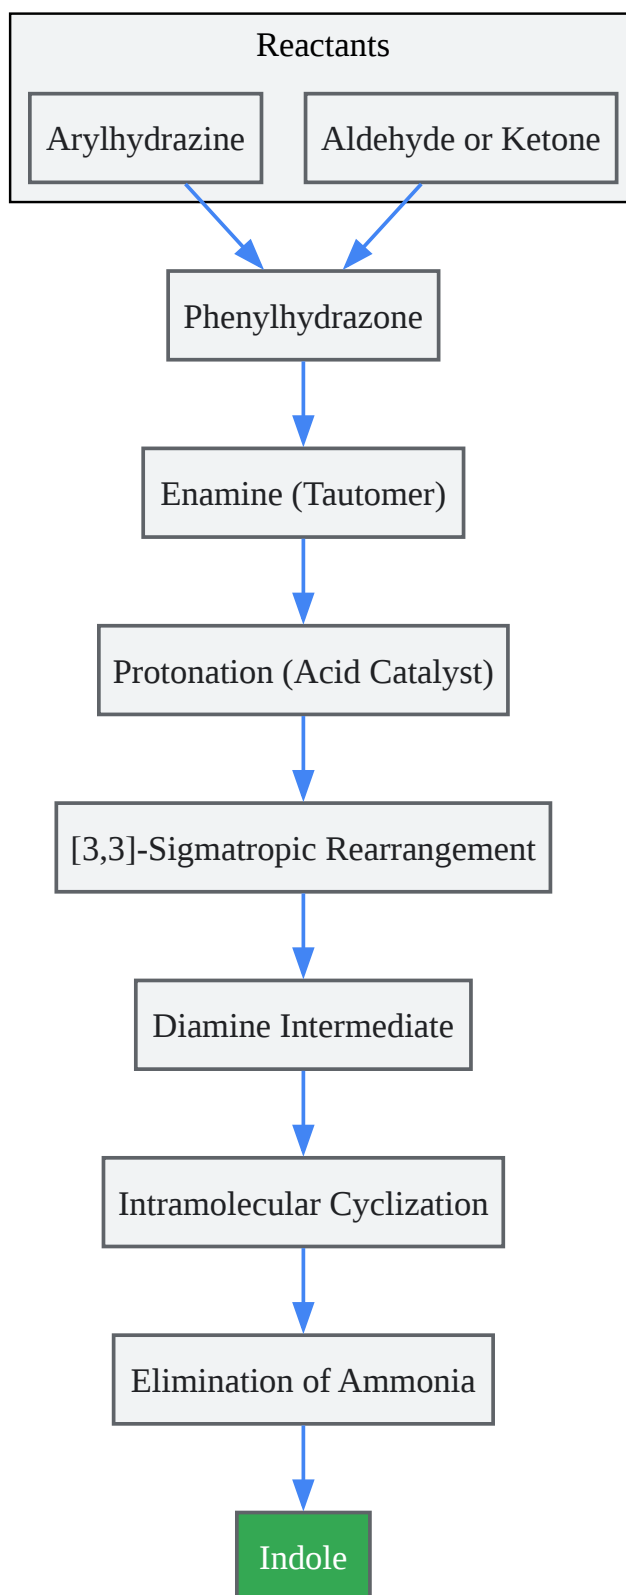 Reactants
Arylhydrazine
Aldehyde or Ketone
Phenylhydrazone
Enamine (Tautomer)
Protonation (Acid Catalyst)
[3,3]-Sigmatropic Rearrangement
Diamine Intermediate
Intramolecular Cyclization
Elimination of Ammonia
Indole